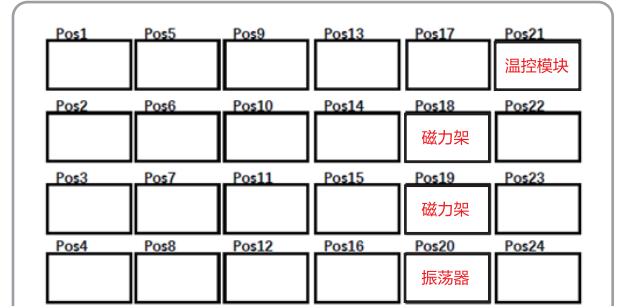 Pos1 Pos5 Pos9 Pos13 Pos17 Pos21
温控模块
Pos2 Pos6 Pos10 Pos14 Pos18 Pos22
磁力架
Pos3 Pos7 Pos11 Pos15 Pos19 Pos23
磁力架
Pos4 Pos8 Pos12 Pos16 Pos20 Pos24
振荡器